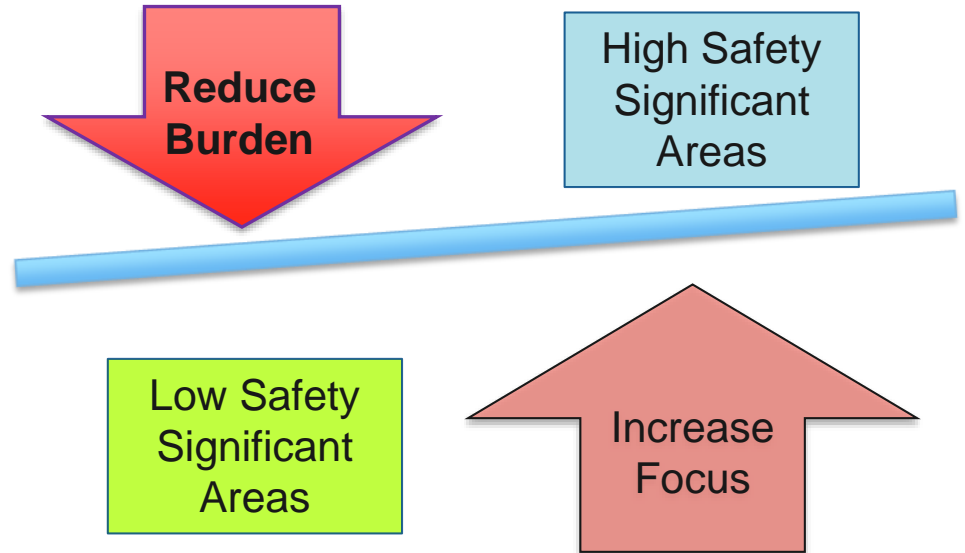 Reduce
Burden
High Safety
Significant
Areas
Low Safety
Significant
Areas
Increase
Focus